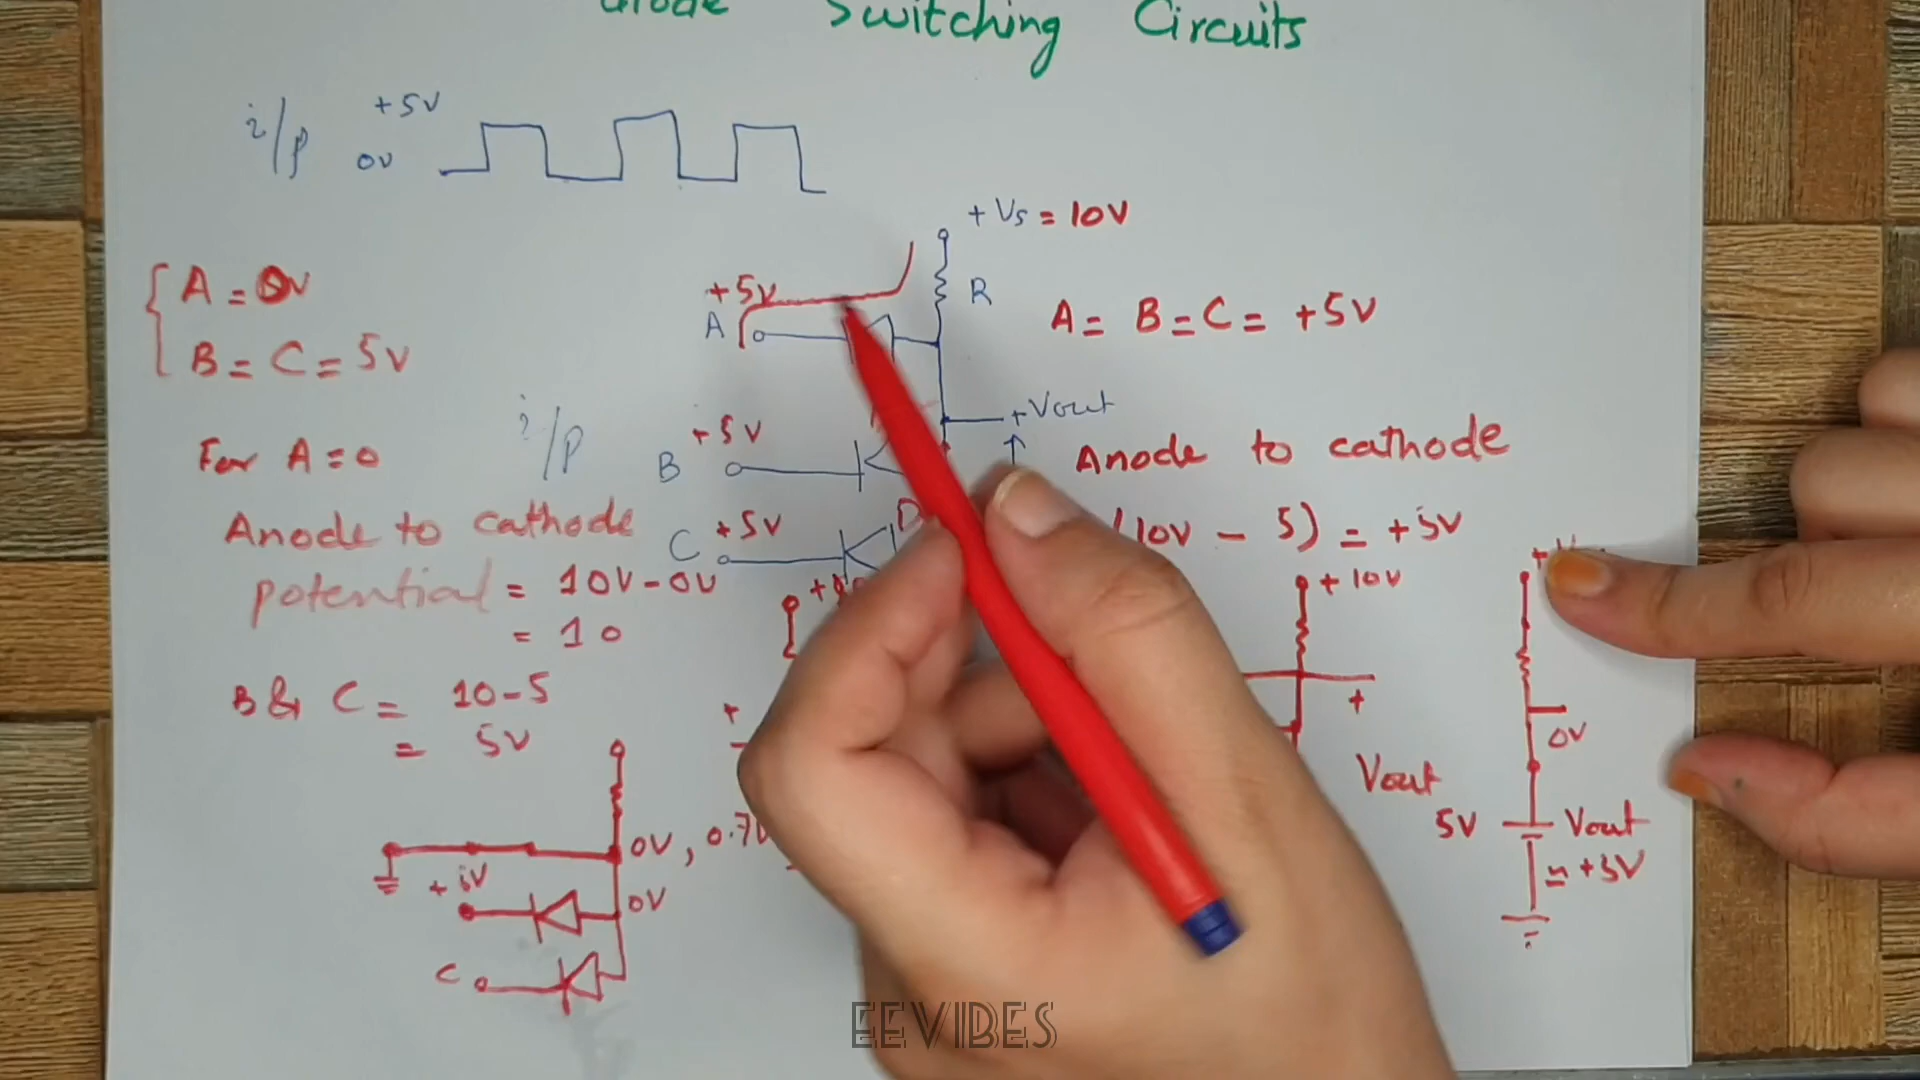 diode Switching Circuits
i/p +5V
0V
+Vs = 10V
A = 0V
B = C = 5V
+5V
A
R
A = B = C = +5V
+Vout
i/p
+5V
B
For A = 0
Anode to cathode
Anode to cathode
potential = 10V-0V
= 10
C +5V
D
(10V - 5) = +5V
+10V
B & C = 10-5
= 5V
+
+
0V
Vout
5V
Vout
= +5V
0V, 0.7V
+5V
0V
C
EEVIBES